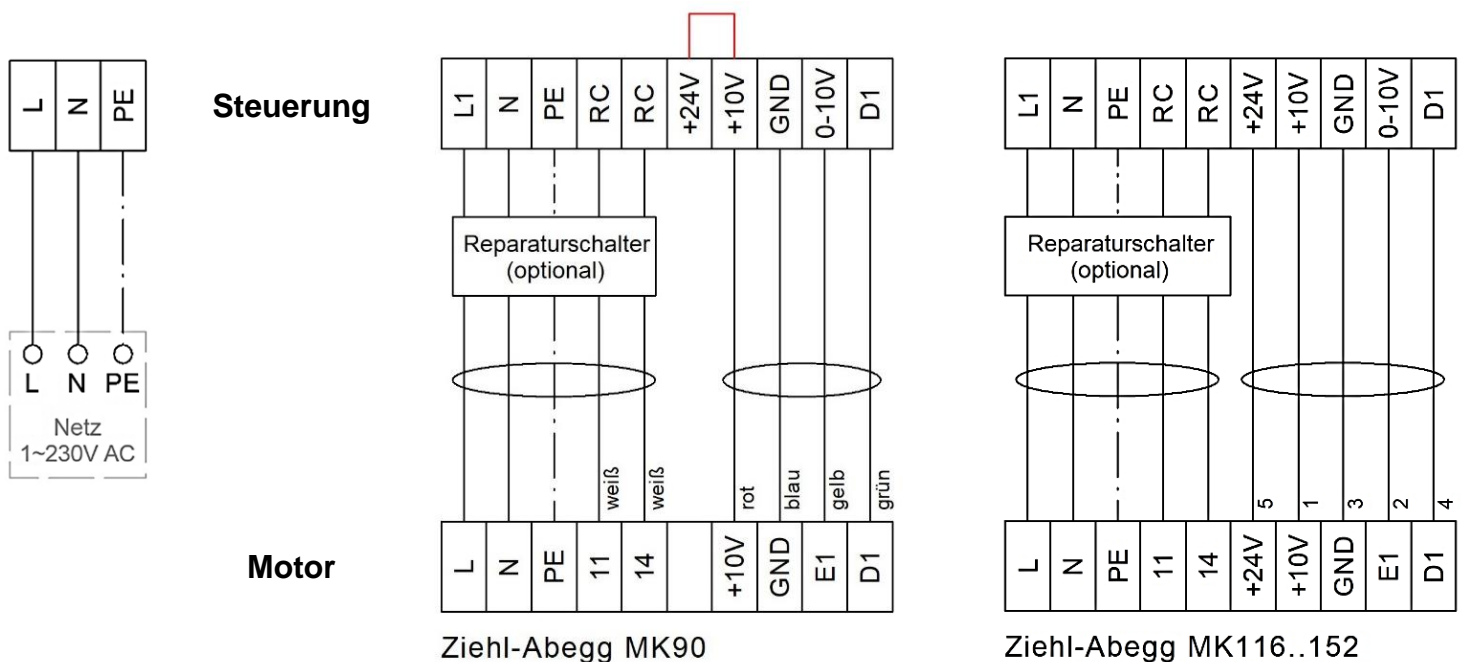 L N PE
Steuerung
L1 N PE RC RC +24V +10V GND 0-10V D1
L1 N PE RC RC +24V +10V GND 0-10V D1
Reparaturschalter
(optional)
Reparaturschalter
(optional)
L N PE
Netz
1~230V AC
weiß weiß rot blau gelb grün
5 1 3 2 4
Motor
L N PE 11 14 +10V GND E1 D1
L N PE 11 14 +24V +10V GND E1 D1
Ziehl-Abegg MK90
Ziehl-Abegg MK116..152